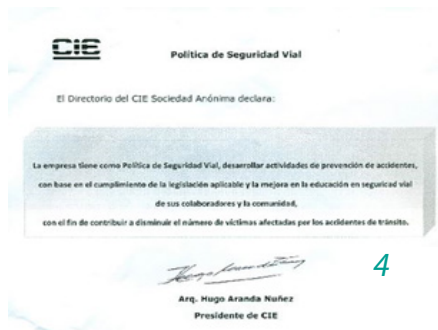 CIE
Política de Seguridad Vial
El Directorio del CIE Sociedad Anónima declara:
La empresa tiene como Política de Seguridad Vial, desarrollar actividades de prevención de accidentes,
con base en el cumplimiento de la legislación aplicable y la mejora en la educación en seguridad vial
de sus colaboradores y la comunidad,
con el fin de contribuir a disminuir el número de víctimas afectadas por los accidentes de tránsito.
4
Arq. Hugo Aranda Nuñez
Presidente de CIE